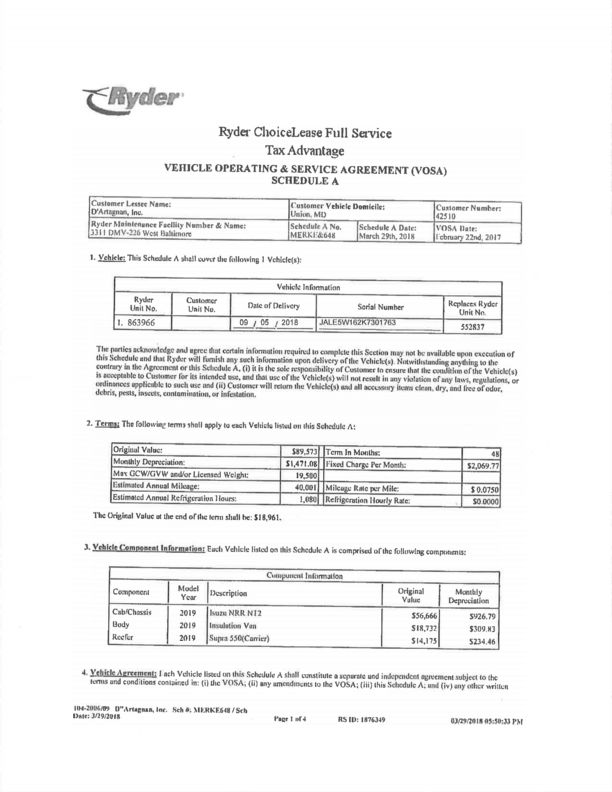 Ryder
Ryder ChoiceLease Full Service
Tax Advantage
VEHICLE OPERATING & SERVICE AGREEMENT (VOSA)
SCHEDULE A
Customer Lessee Name:
D'Artagnan, Inc.
Customer Vehicle Domicile:
Union, MD
Customer Number:
42510
Ryder Maintenance Facility Number & Name:
3311 DMV-226 West Baltimore
Schedule A No.
MERKE&648
Schedule A Date:
March 29th, 2018
VOSA Date:
February 22nd, 2017
1. Vehicle: This Schedule A shall cover the following 1 Vehicle(s):
Vehicle Information
Ryder Unit No. Customer Unit No. Date of Delivery Serial Number Replaces Ryder Unit No.
1. 863966 09 / 05 / 2018 JALE5W162K7301763 552837
The parties acknowledge and agree that certain information required to complete this Section may not be available upon execution of
this Schedule and that Ryder will furnish any such information upon delivery of the Vehicle(s). Notwithstanding anything to the
contrary in the Agreement or this Schedule A, (i) it is the sole responsibility of Customer to ensure that the condition of the Vehicle(s)
is acceptable to Customer for its intended use, and that use of the Vehicle(s) will not result in any violation of any laws, regulations, or
ordinances applicable to such use and (ii) Customer will return the Vehicle(s) and all accessory items clean, dry, and free of odor,
debris, pests, insects, contamination, or infestation.
2. Terms: The following terms shall apply to each Vehicle listed on this Schedule A:
Original Value: $89,573 Term In Months: 48
Monthly Depreciation: $1,471.08 Fixed Charge Per Month: $2,069.77
Max GCW/GVW and/or Licensed Weight: 19,500
Estimated Annual Mileage: 40,001 Mileage Rate per Mile: $ 0.0750
Estimated Annual Refrigeration Hours: 1,080 Refrigeration Hourly Rate: $0.0000
The Original Value at the end of the term shall be: $18,961.
3. Vehicle Component Information: Each Vehicle listed on this Schedule A is comprised of the following components:
Component Information
Component Model Year Description Original Value Monthly Depreciation
Cab/Chassis 2019 Isuzu NRR NT2 $56,666 $926.79
Body 2019 Insulation Van $18,732 $309.83
Reefer 2019 Supra 550(Carrier) $14,175 $234.46
4. Vehicle Agreement: Each Vehicle listed on this Schedule A shall constitute a separate and independent agreement subject to the
terms and conditions contained in: (i) the VOSA; (ii) any amendments to the VOSA; (iii) this Schedule A; and (iv) any other written
104-2006/09 D"Artagnan, Inc. Sch #: MERKE648 / Sch
Date: 3/29/2018
Page 1 of 4
RS ID: 1876349
03/29/2018 05:50:33 PM